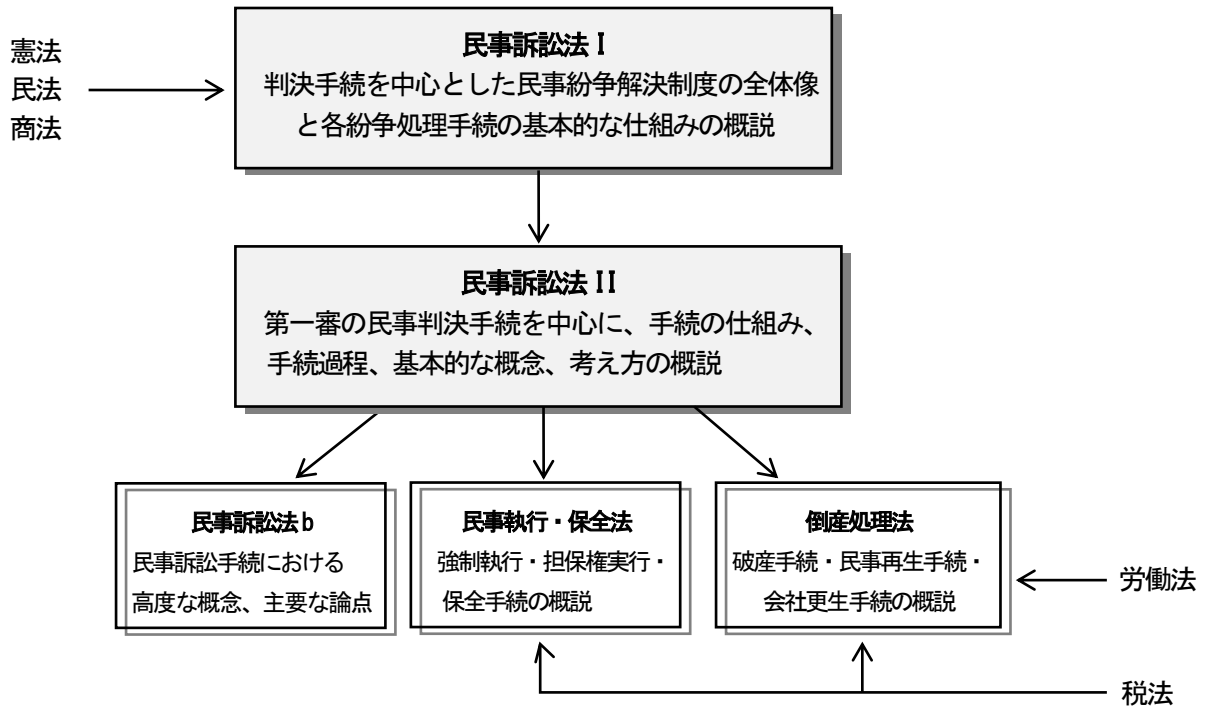 憲法
民法
商法
民事訴訟法Ⅰ
判決手続を中心とした民事紛争解決制度の全体像
と各紛争処理手続の基本的な仕組みの概説
民事訴訟法 II
第一審の民事判決手続を中心に、手続の仕組み、
手続過程、基本的な概念、考え方の概説
民事訴訟法b
民事訴訟手続における
高度な概念、主要な論点
民事執行・保全法
強制執行・担保権実行・
保全手続の概説
倒産処理法
破産手続・民事再生手続・
会社更生手続の概説
労働法
税法